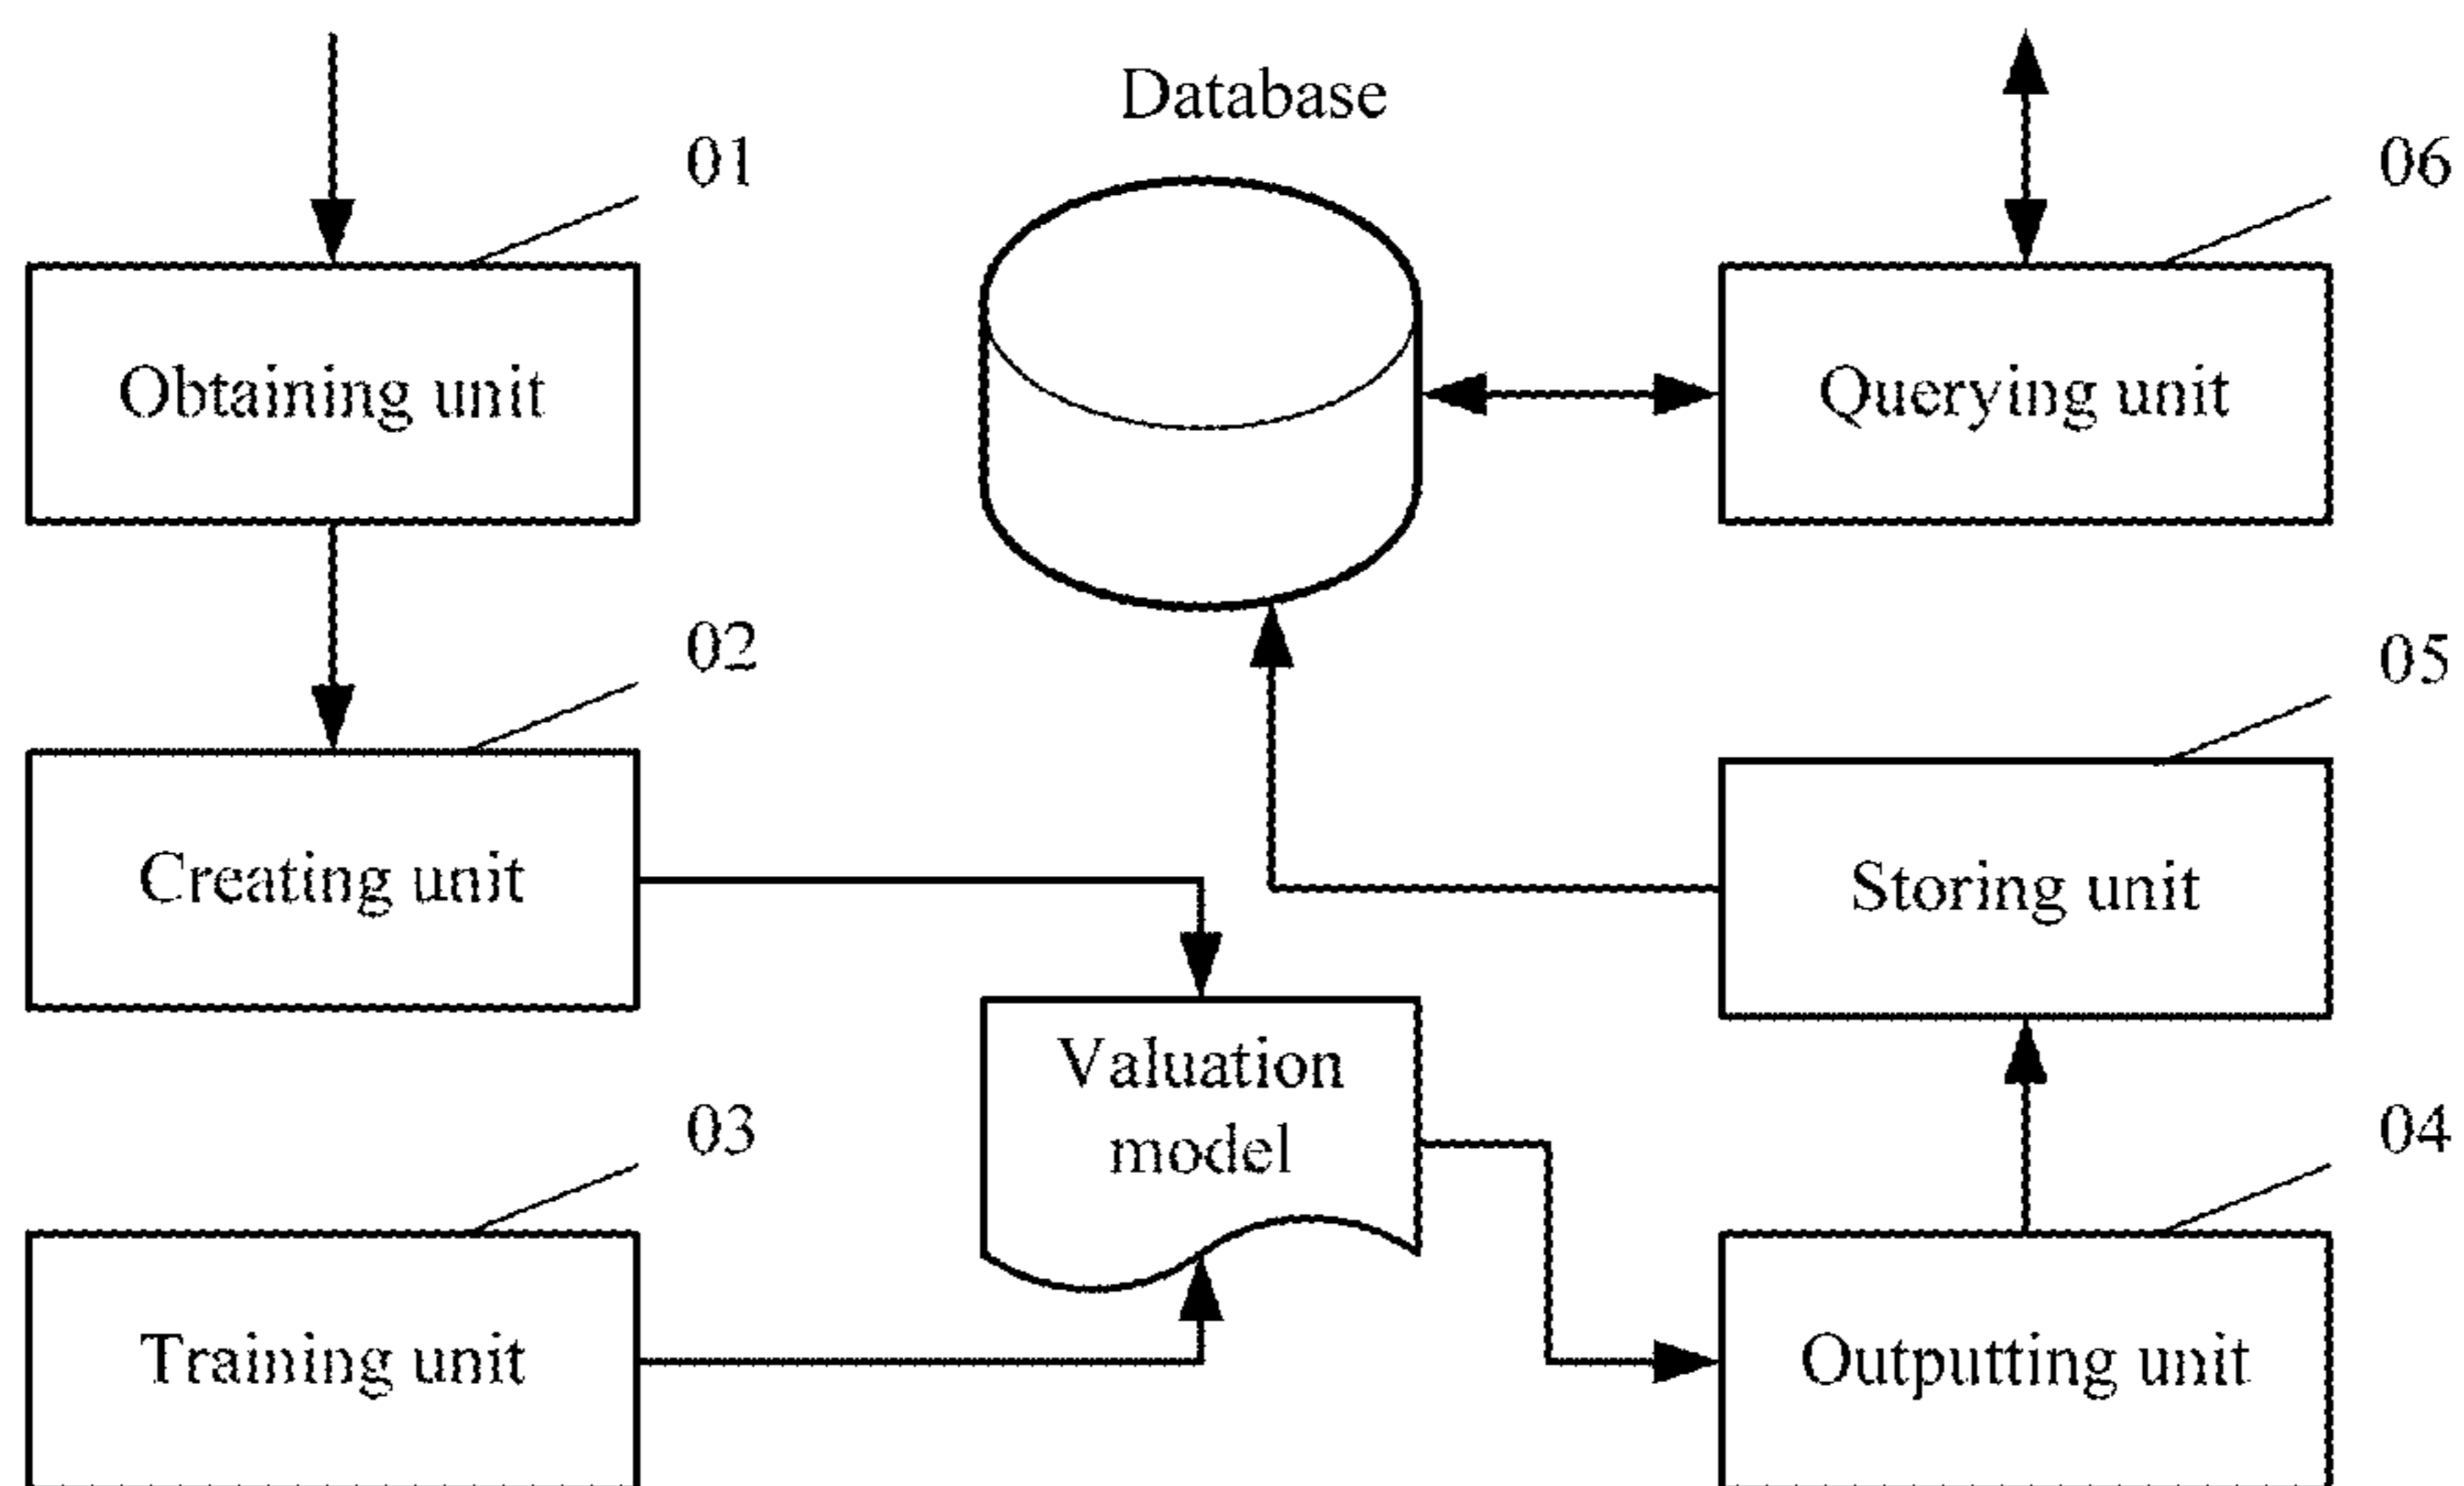 Database
01
06
Obtaining unit
Querying unit
02
05
Creating unit
Storing unit
Valuation
model
03
04
Training unit
Outputting unit